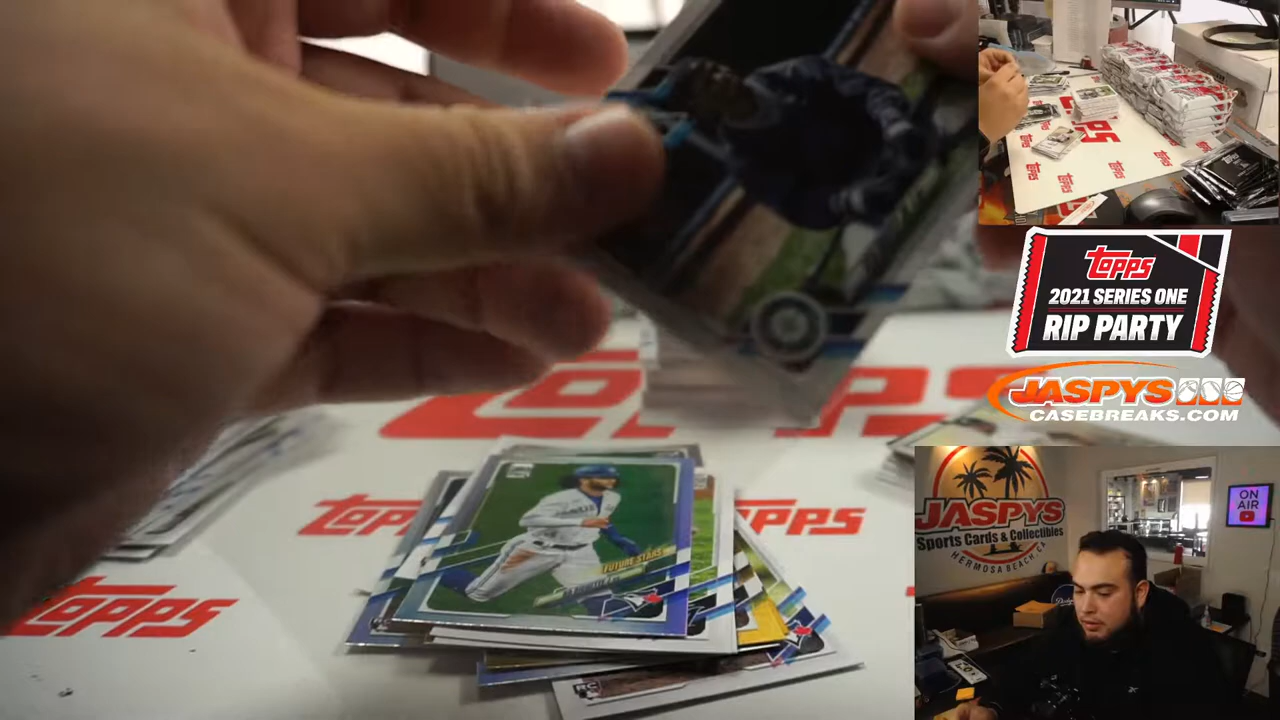 TOPPS
2021 SERIES ONE
RIP PARTY
JASPYS
CASEBREAKS.COM
TOPPS
TOPPS
TOPPS
TOPPS
FUTURE STARS
JASPYS
Sports Cards & Collectibles
HERMOSA BEACH, CA
ON
AIR